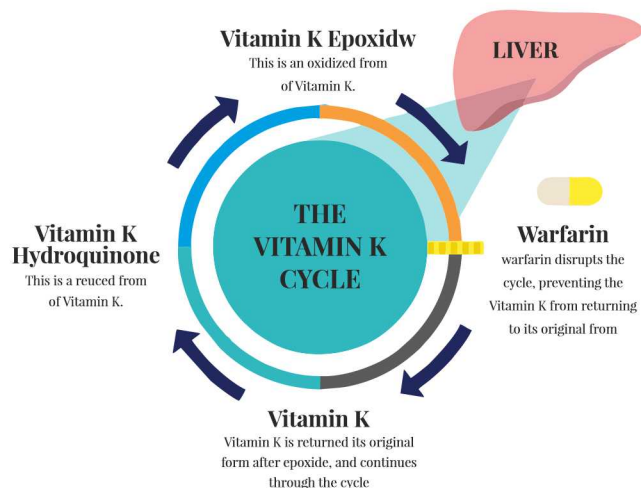 Vitamin K Epoxidw
This is an oxidized from
of Vitamin K.
LIVER
THE
VITAMIN K
CYCLE
Warfarin
warfarin disrupts the
cycle, preventing the
Vitamin K from returning
to its original from
Vitamin K
Hydroquinone
This is a reuced from
of Vitamin K.
Vitamin K
Vitamin K is returned its original
form after epoxide, and continues
through the cycle